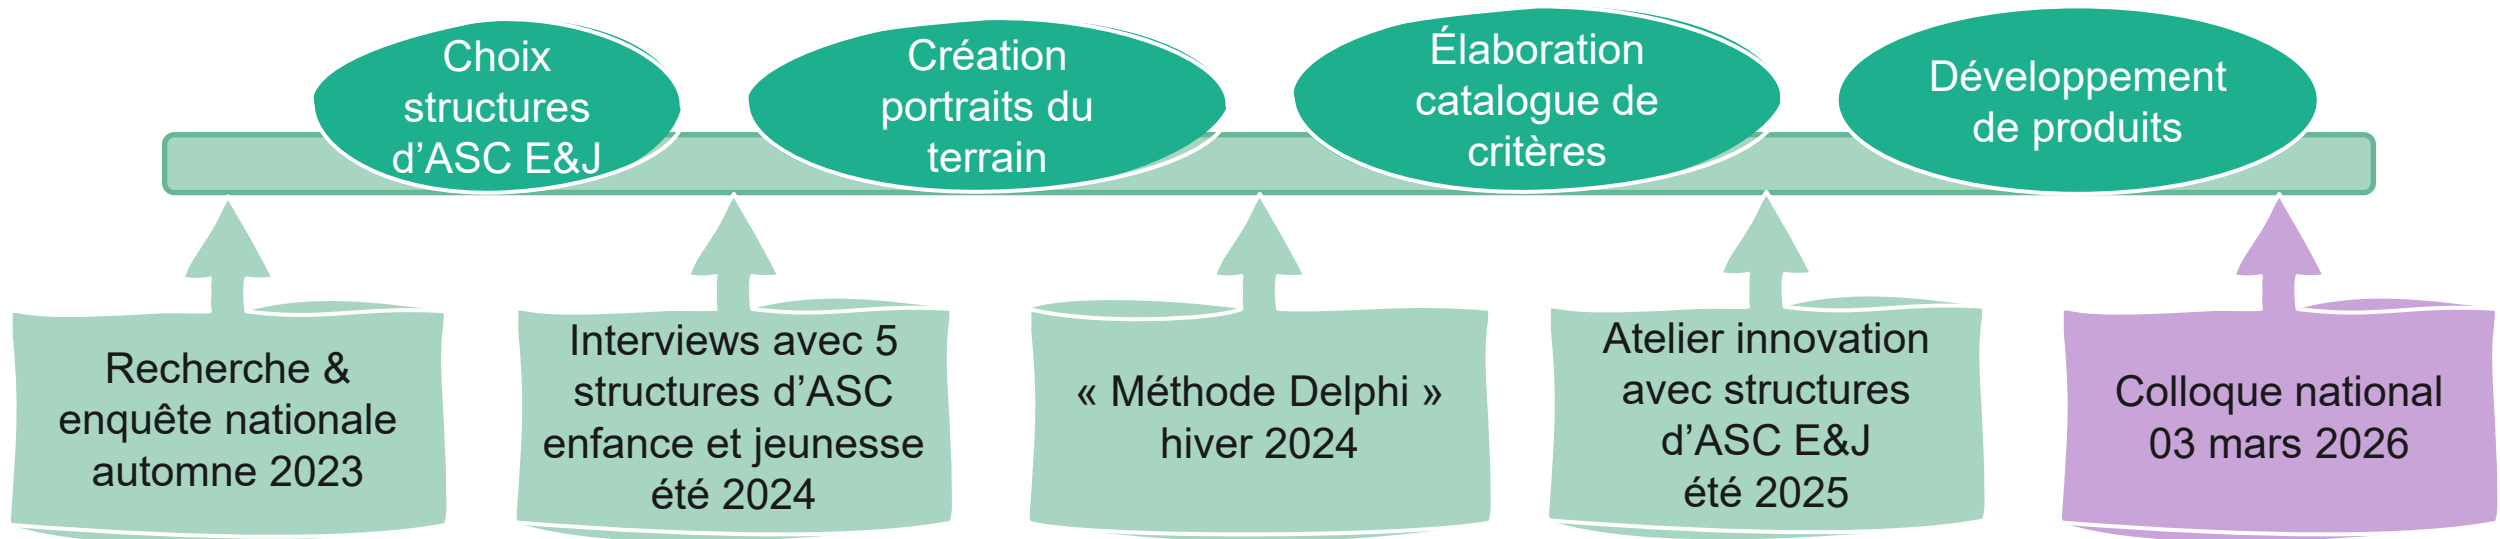 Choix
structures
d’ASC E&J
Création
portraits du
terrain
Élaboration
catalogue de
critères
Développement
de produits
Recherche &
enquête nationale
automne 2023
Interviews avec 5
structures d’ASC
enfance et jeunesse
été 2024
« Méthode Delphi »
hiver 2024
Atelier innovation
avec structures
d’ASC E&J
été 2025
Colloque national
03 mars 2026